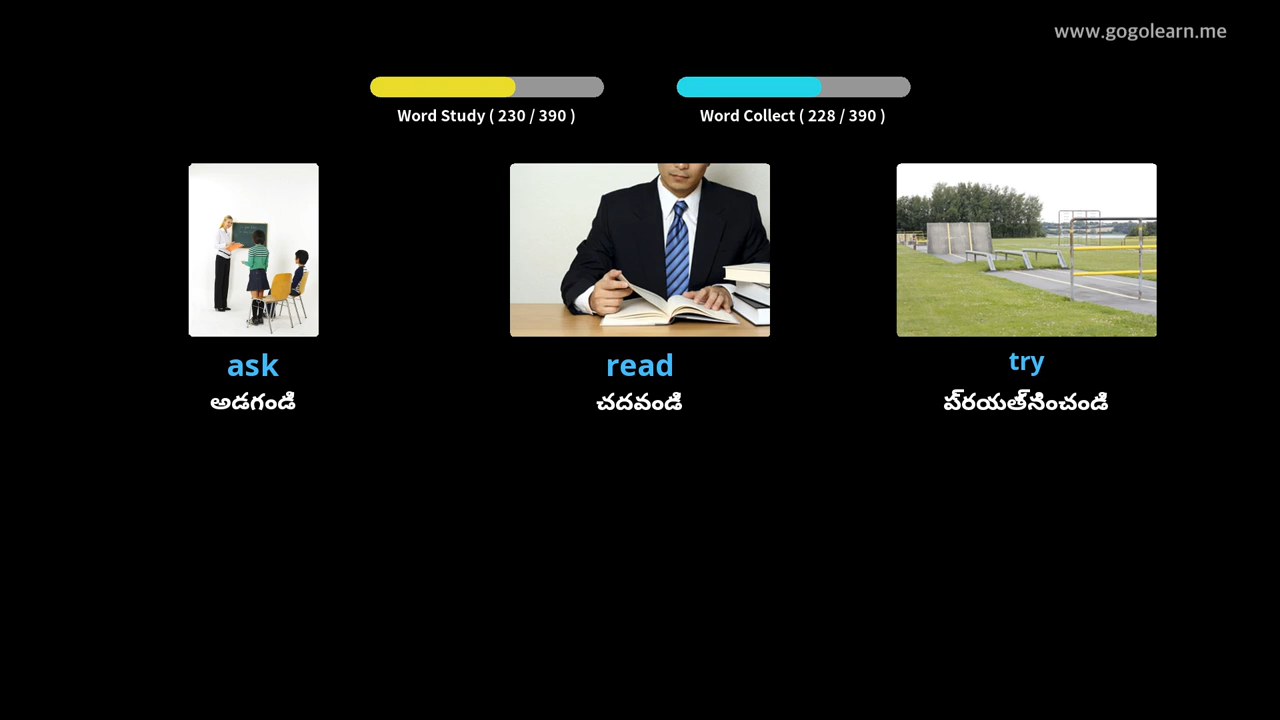 www.gogolearn.me
Word Study ( 230 / 390 )
Word Collect ( 228 / 390 )
ask
అడగండి
read
చదవండి
try
ప్‌రయత్‌నించండి